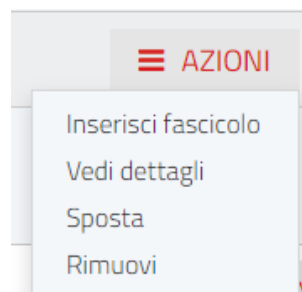 AZIONI
Inserisci fascicolo
Vedi dettagli
Sposta
Rimuovi